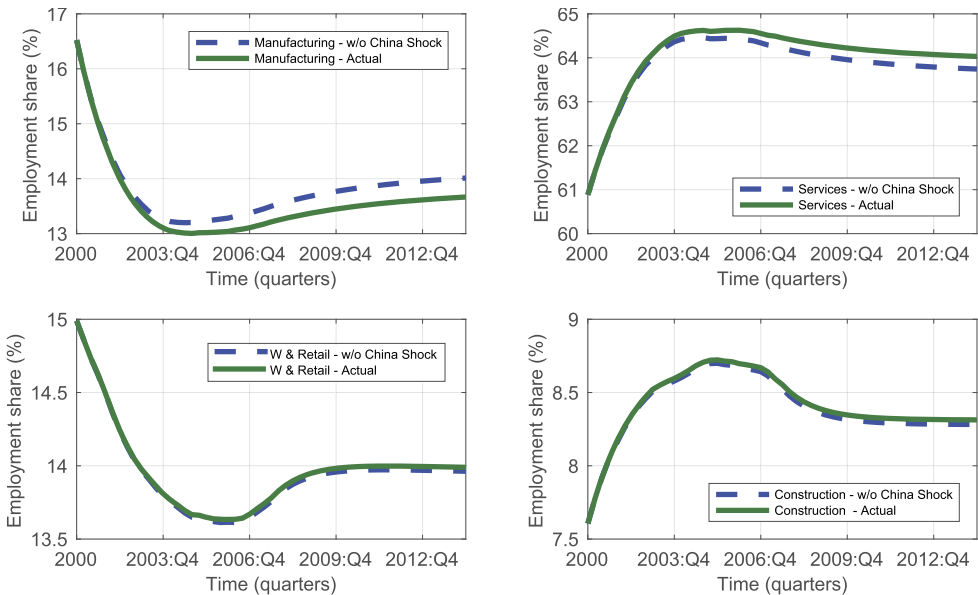 Employment share (%)
17
16
15
14
13
Manufacturing - w/o China Shock
Manufacturing - Actual
2000
2003:Q4
2006:Q4
2009:Q4
2012:Q4
Time (quarters)
Employment share (%)
65
64
63
62
61
60
Services - w/o China Shock
Services - Actual
2000
2003:Q4
2006:Q4
2009:Q4
2012:Q4
Time (quarters)
Employment share (%)
15
14.5
14
13.5
W & Retail - w/o China Shock
W & Retail - Actual
2000
2003:Q4
2006:Q4
2009:Q4
2012:Q4
Time (quarters)
Employment share (%)
9
8.5
8
7.5
Construction - w/o China Shock
Construction - Actual
2000
2003:Q4
2006:Q4
2009:Q4
2012:Q4
Time (quarters)